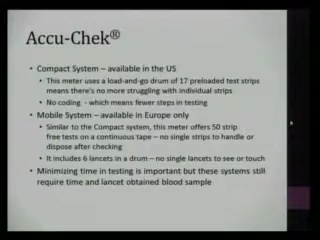 Accu-Chek®
• Compact System – available in the US
• This meter uses a load-and-go drum of 17 preloaded test strips
means there's no more struggling with individual strips
• No coding - which means fewer steps in testing
• Mobile System – available in Europe only
• Similar to the Compact system, this meter offers 50 strip
free tests on a continuous tape – no single strips to handle or
dispose after checking
• It includes 6 lancets in a drum – no single lancets to see or touch
• Minimizing time in testing is important but these systems still
require time and lancet obtained blood sample